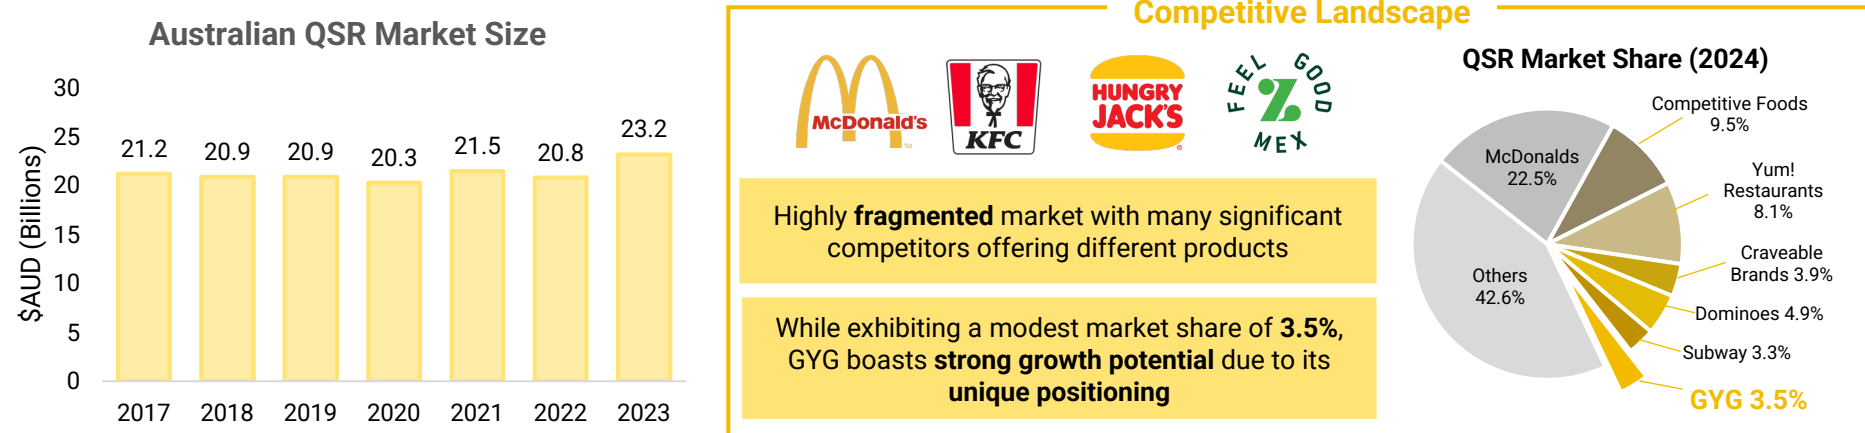 Australian QSR Market Size
$AUD (Billions)
30
25
20
15
10
5
0
21.2
20.9
20.9
20.3
21.5
20.8
23.2
2017
2018
2019
2020
2021
2022
2023
Competitive Landscape
McDonald's
TM
KFC
HUNGRY
JACK'S
®
FEEL GOOD
Z
MEX
Highly fragmented market with many significant
competitors offering different products
While exhibiting a modest market share of 3.5%,
GYG boasts strong growth potential due to its
unique positioning
QSR Market Share (2024)
McDonalds
22.5%
Competitive Foods
9.5%
Yum!
Restaurants
8.1%
Craveable
Brands 3.9%
Dominoes 4.9%
Subway 3.3%
GYG 3.5%
Others
42.6%